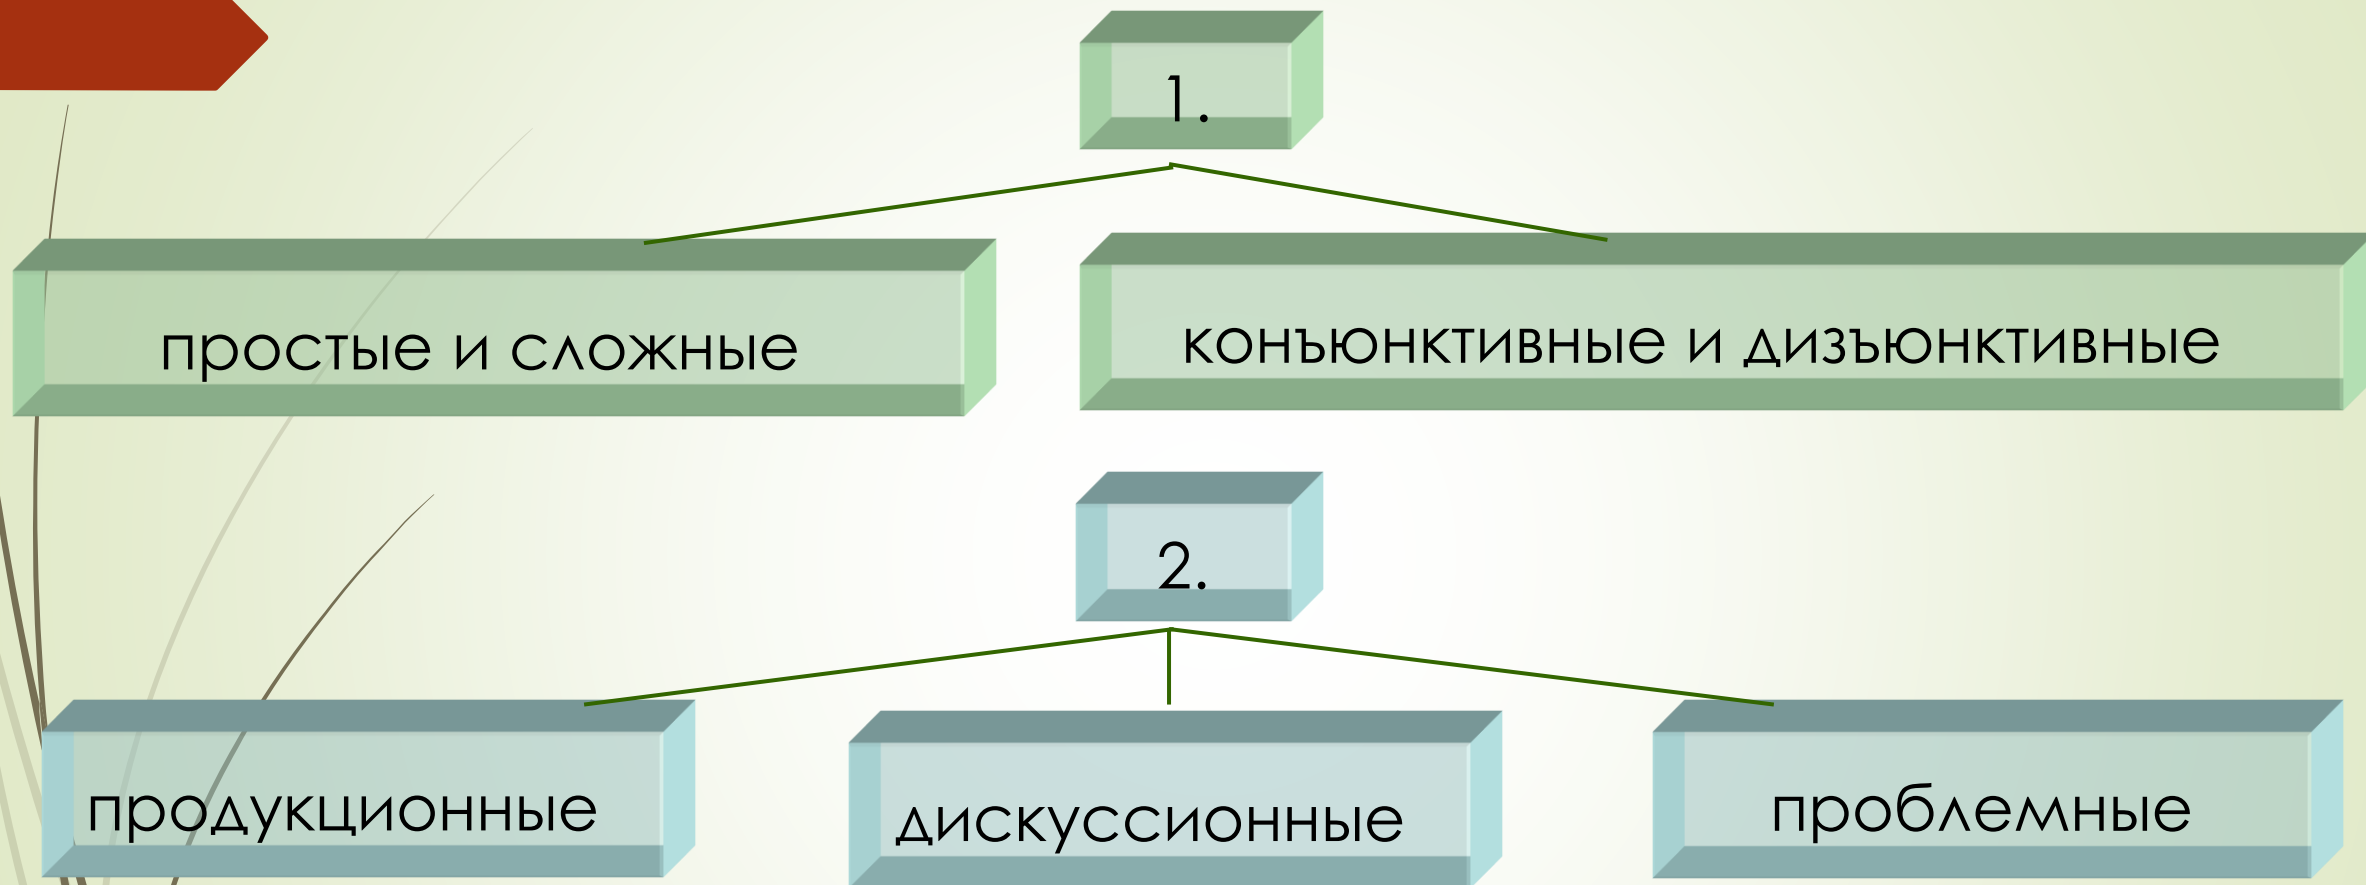 1.
простые и сложные
конъюнктивные и дизъюнктивные
2.
продукционные
дискуссионные
проблемные